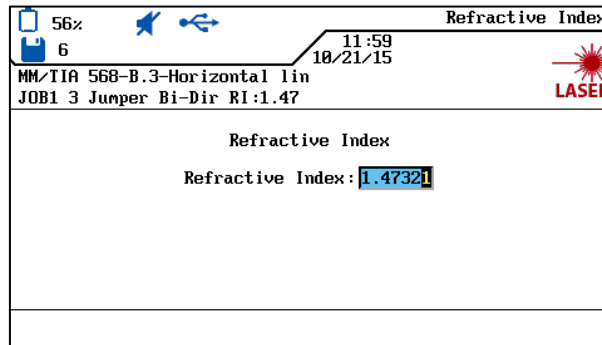 56%
Refractive Index
6
11:59
10/21/15
MM/TIA 568-B.3-Horizontal lin
JOB1 3 Jumper Bi-Dir RI:1.47
LASER
Refractive Index
Refractive Index: 1.47321